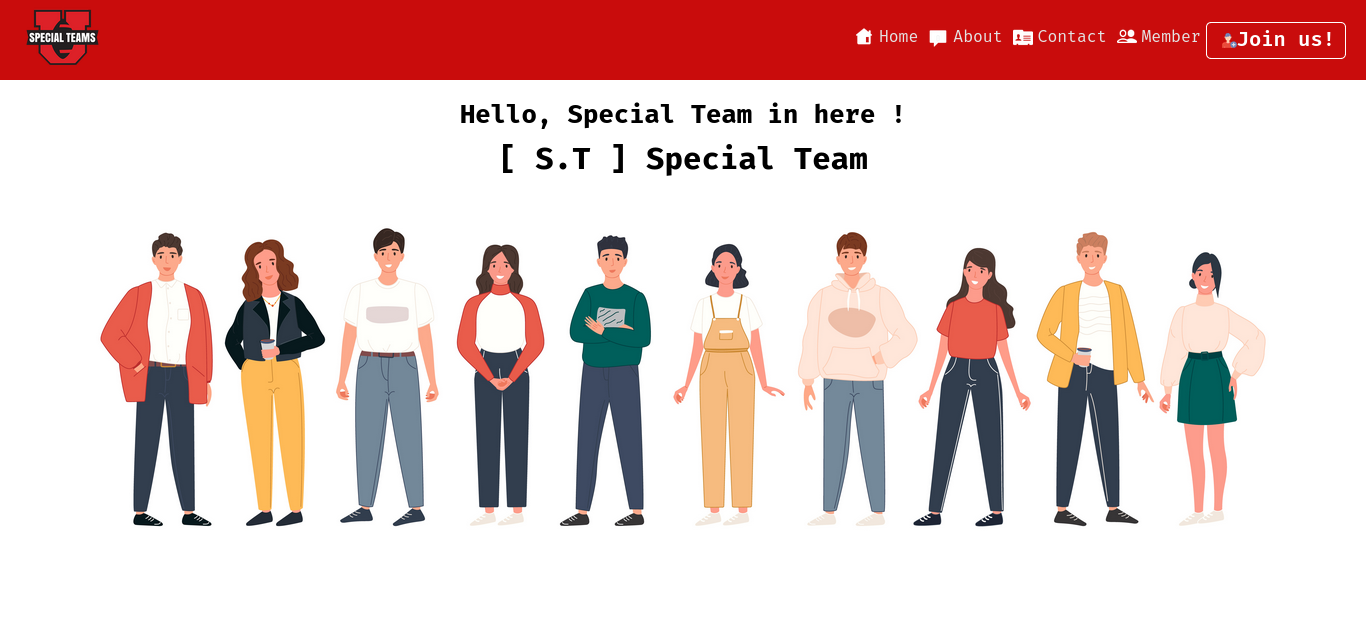 SPECIAL TEAMS
Home About Contact Member Join us!
Hello, Special Team in here !
[ S.T ] Special Team